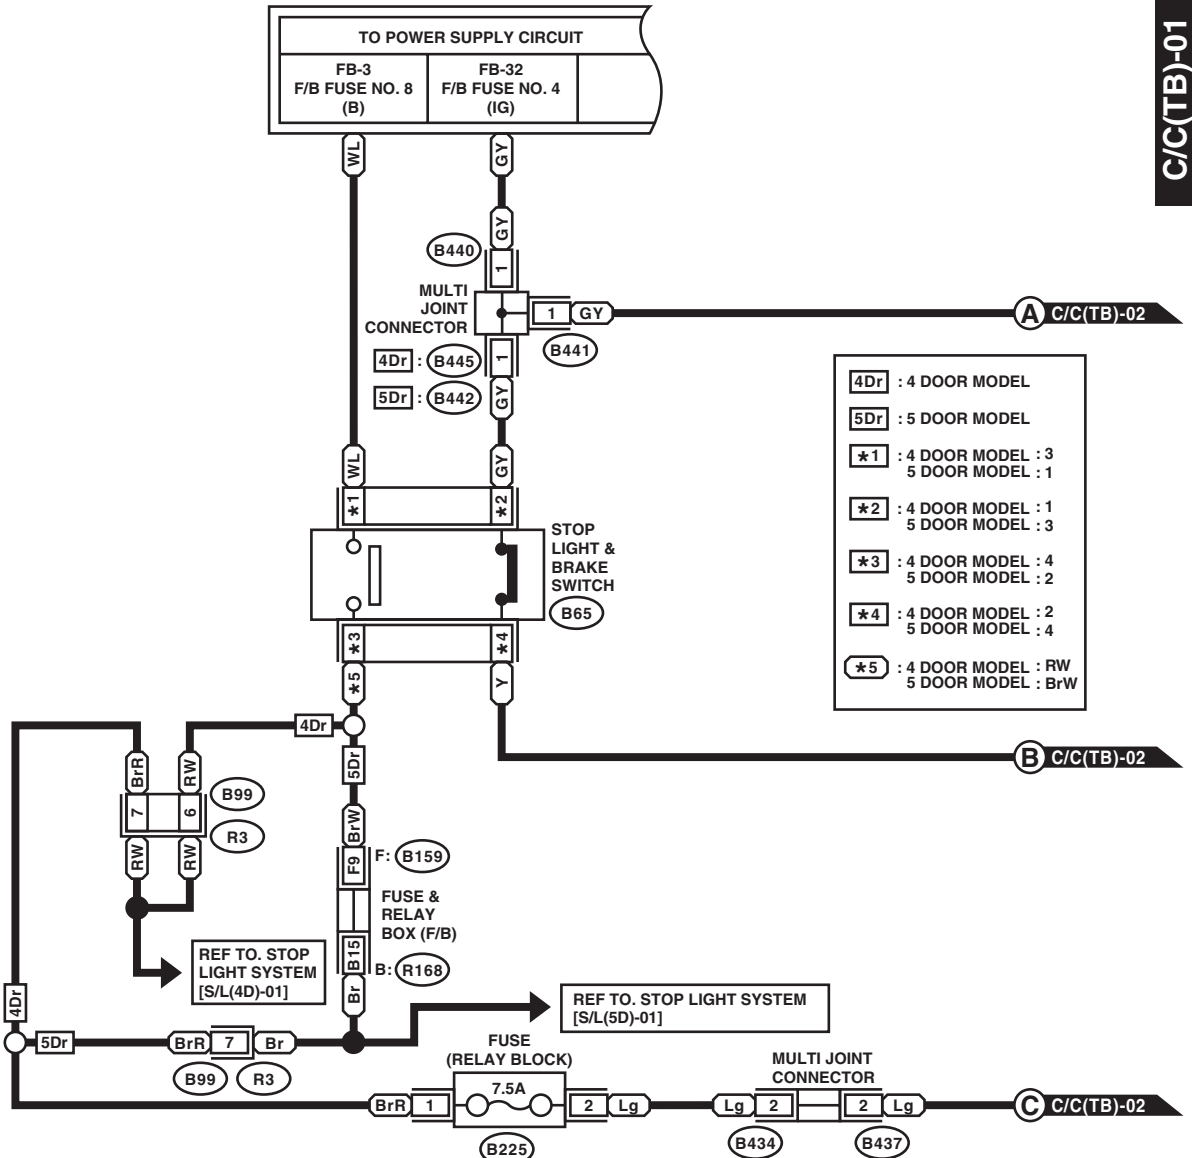 C/C(TB)-01
TO POWER SUPPLY CIRCUIT
FB-3
F/B FUSE NO. 8
(B)
FB-32
F/B FUSE NO. 4
(IG)
WL
GY
GY
B440
1
MULTI
JOINT
CONNECTOR
1
GY
B441
A
C/C(TB)-02
4Dr : B445
1
5Dr : B442
GY
WL
GY
*1
*2
STOP
LIGHT &
BRAKE
SWITCH
B65
*3
*4
*5
Y
4Dr : 4 DOOR MODEL
5Dr : 5 DOOR MODEL
*1 : 4 DOOR MODEL : 3
5 DOOR MODEL : 1
*2 : 4 DOOR MODEL : 1
5 DOOR MODEL : 3
*3 : 4 DOOR MODEL : 4
5 DOOR MODEL : 2
*4 : 4 DOOR MODEL : 2
5 DOOR MODEL : 4
*5 : 4 DOOR MODEL : RW
5 DOOR MODEL : BrW
4Dr
5Dr
B
C/C(TB)-02
BrR
RW
7
6
B99
R3
RW
RW
BrW
F9
F: B159
FUSE &
RELAY
BOX (F/B)
B15
B: R168
Br
REF TO. STOP
LIGHT SYSTEM
[S/L(4D)-01]
4Dr
REF TO. STOP LIGHT SYSTEM
[S/L(5D)-01]
5Dr
BrR
7
Br
B99
R3
FUSE
(RELAY BLOCK)
7.5A
BrR
1
2
Lg
B225
MULTI JOINT
CONNECTOR
Lg
2
2
Lg
B434
B437
C
C/C(TB)-02